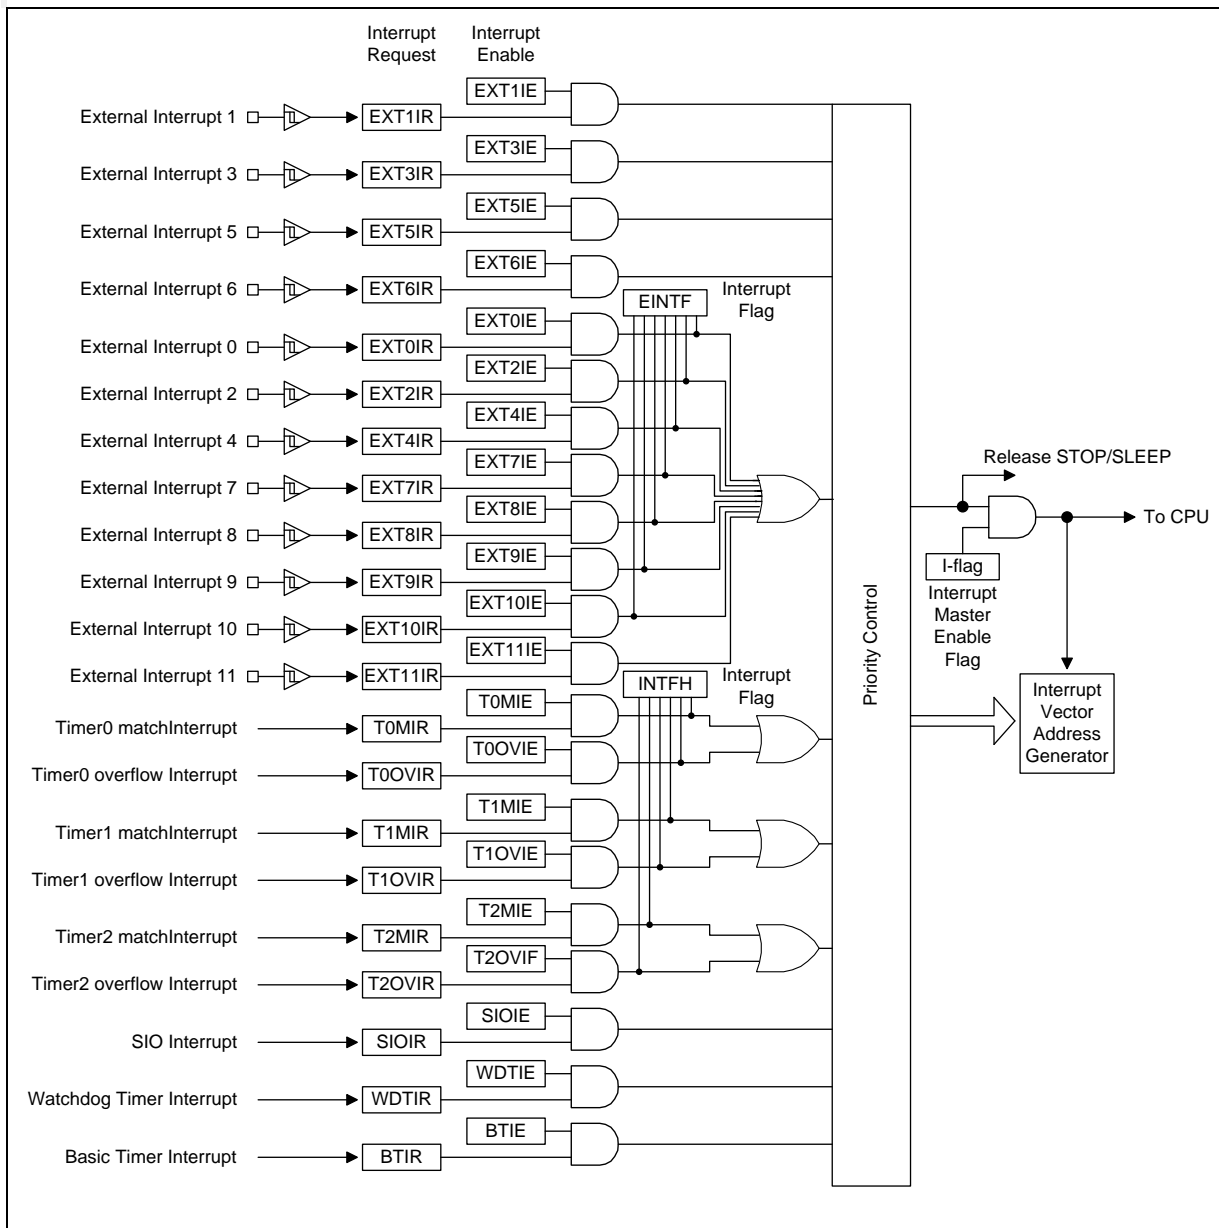 Interrupt
Request
Interrupt
Enable
EXT1IE
External Interrupt 1
EXT1IR
EXT3IE
External Interrupt 3
EXT3IR
EXT5IE
External Interrupt 5
EXT5IR
EXT6IE
External Interrupt 6
EXT6IR
EINTF
Interrupt
Flag
EXT0IE
External Interrupt 0
EXT0IR
EXT2IE
External Interrupt 2
EXT2IR
EXT4IE
External Interrupt 4
EXT4IR
EXT7IE
External Interrupt 7
EXT7IR
EXT8IE
External Interrupt 8
EXT8IR
EXT9IE
External Interrupt 9
EXT9IR
EXT10IE
External Interrupt 10
EXT10IR
EXT11IE
External Interrupt 11
EXT11IR
INTFH
Interrupt
Flag
T0MIE
Timer0 matchInterrupt
T0MIR
T0OVIE
Timer0 overflow Interrupt
T0OVIR
T1MIE
Timer1 matchInterrupt
T1MIR
T1OVIE
Timer1 overflow Interrupt
T1OVIR
T2MIE
Timer2 matchInterrupt
T2MIR
T2OVIF
Timer2 overflow Interrupt
T2OVIR
SIOIE
SIO Interrupt
SIOIR
WDTIE
Watchdog Timer Interrupt
WDTIR
BTIE
Basic Timer Interrupt
BTIR
Priority Control
Release STOP/SLEEP
To CPU
I-flag
Interrupt
Master
Enable
Flag
Interrupt
Vector
Address
Generator